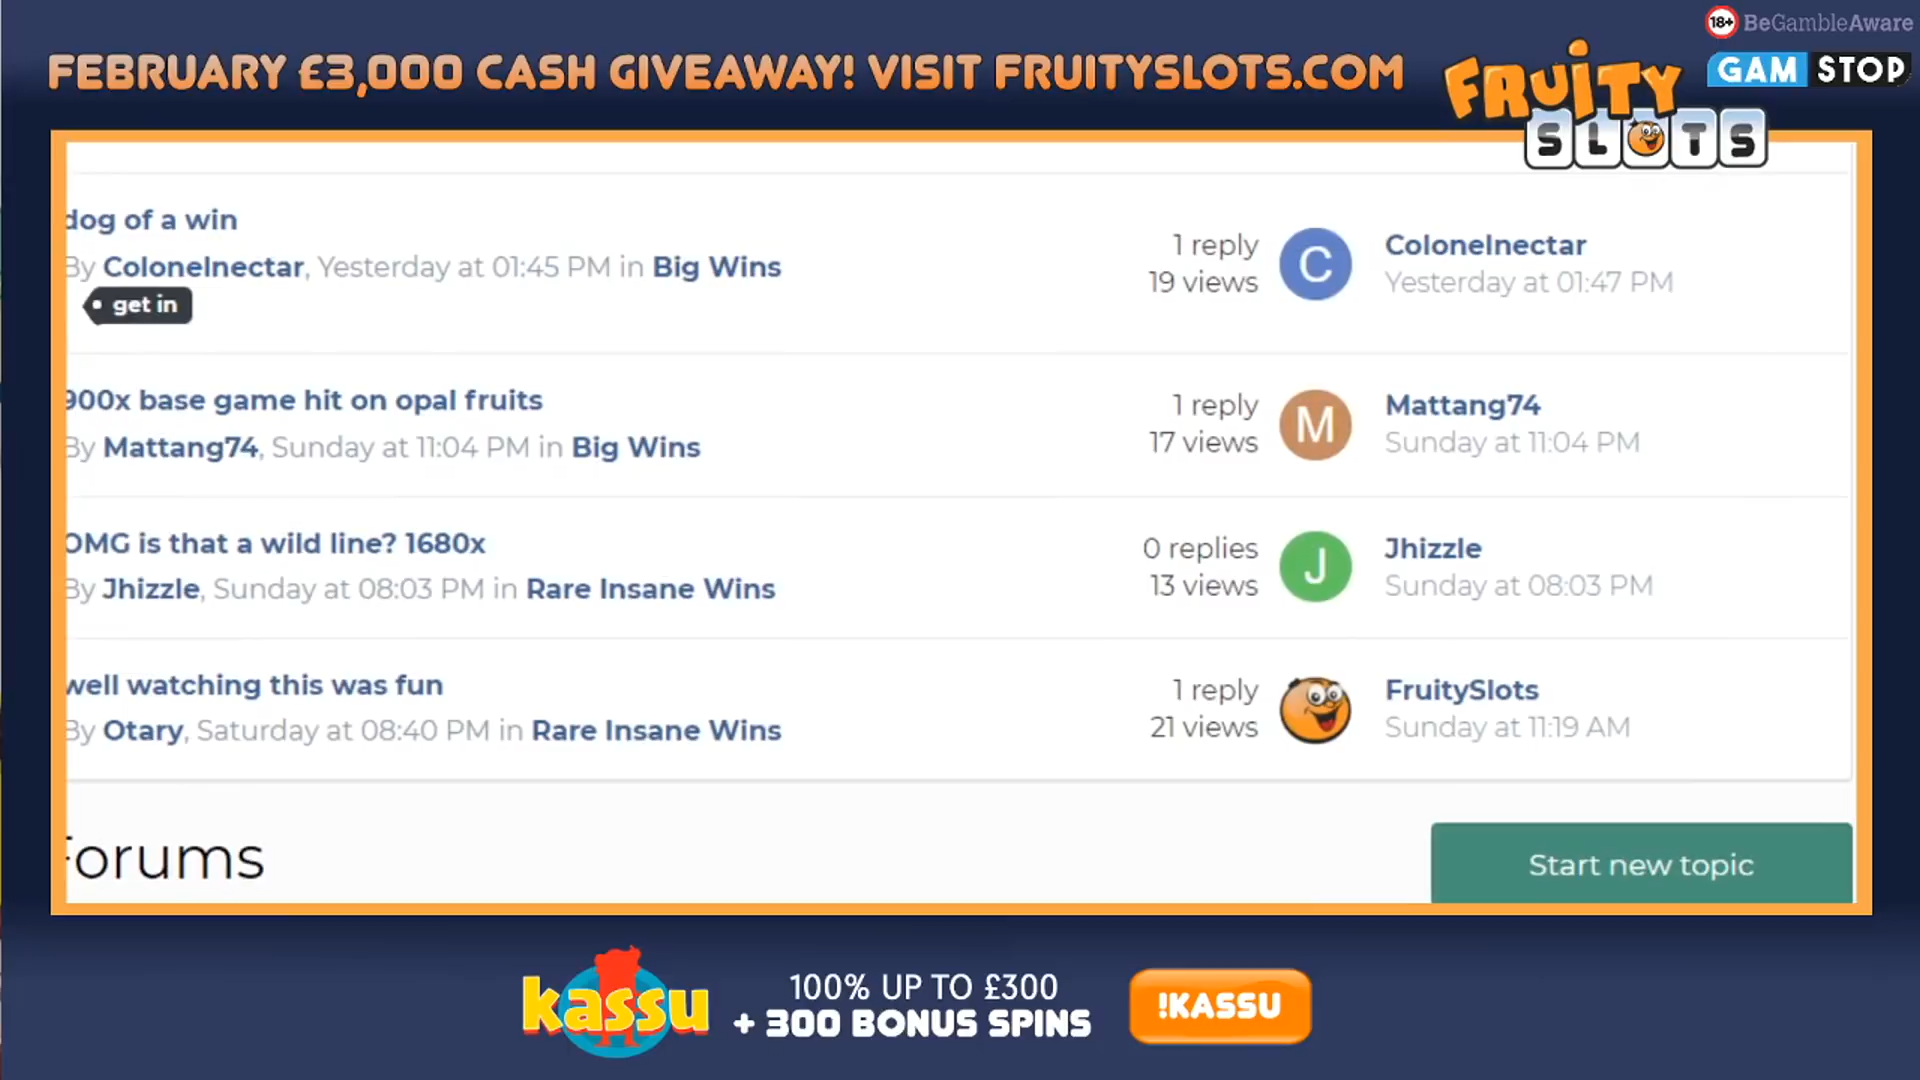 18+ BeGambleAware
FEBRUARY £3,000 CASH GIVEAWAY! VISIT FRUITYSLOTS.COM
FRUITY
SLOTS
GAMSTOP
dog of a win
By Colonelnectar, Yesterday at 01:45 PM in Big Wins
get in
1 reply
19 views
C
Colonelnectar
Yesterday at 01:47 PM
900x base game hit on opal fruits
By Mattang74, Sunday at 11:04 PM in Big Wins
1 reply
17 views
M
Mattang74
Sunday at 11:04 PM
OMG is that a wild line? 1680x
By Jhizzle, Sunday at 08:03 PM in Rare Insane Wins
0 replies
13 views
J
Jhizzle
Sunday at 08:03 PM
well watching this was fun
By Otary, Saturday at 08:40 PM in Rare Insane Wins
1 reply
21 views
FruitySlots
Sunday at 11:19 AM
Forums
Start new topic
kassu
100% UP TO £300
+ 300 BONUS SPINS
!KASSU